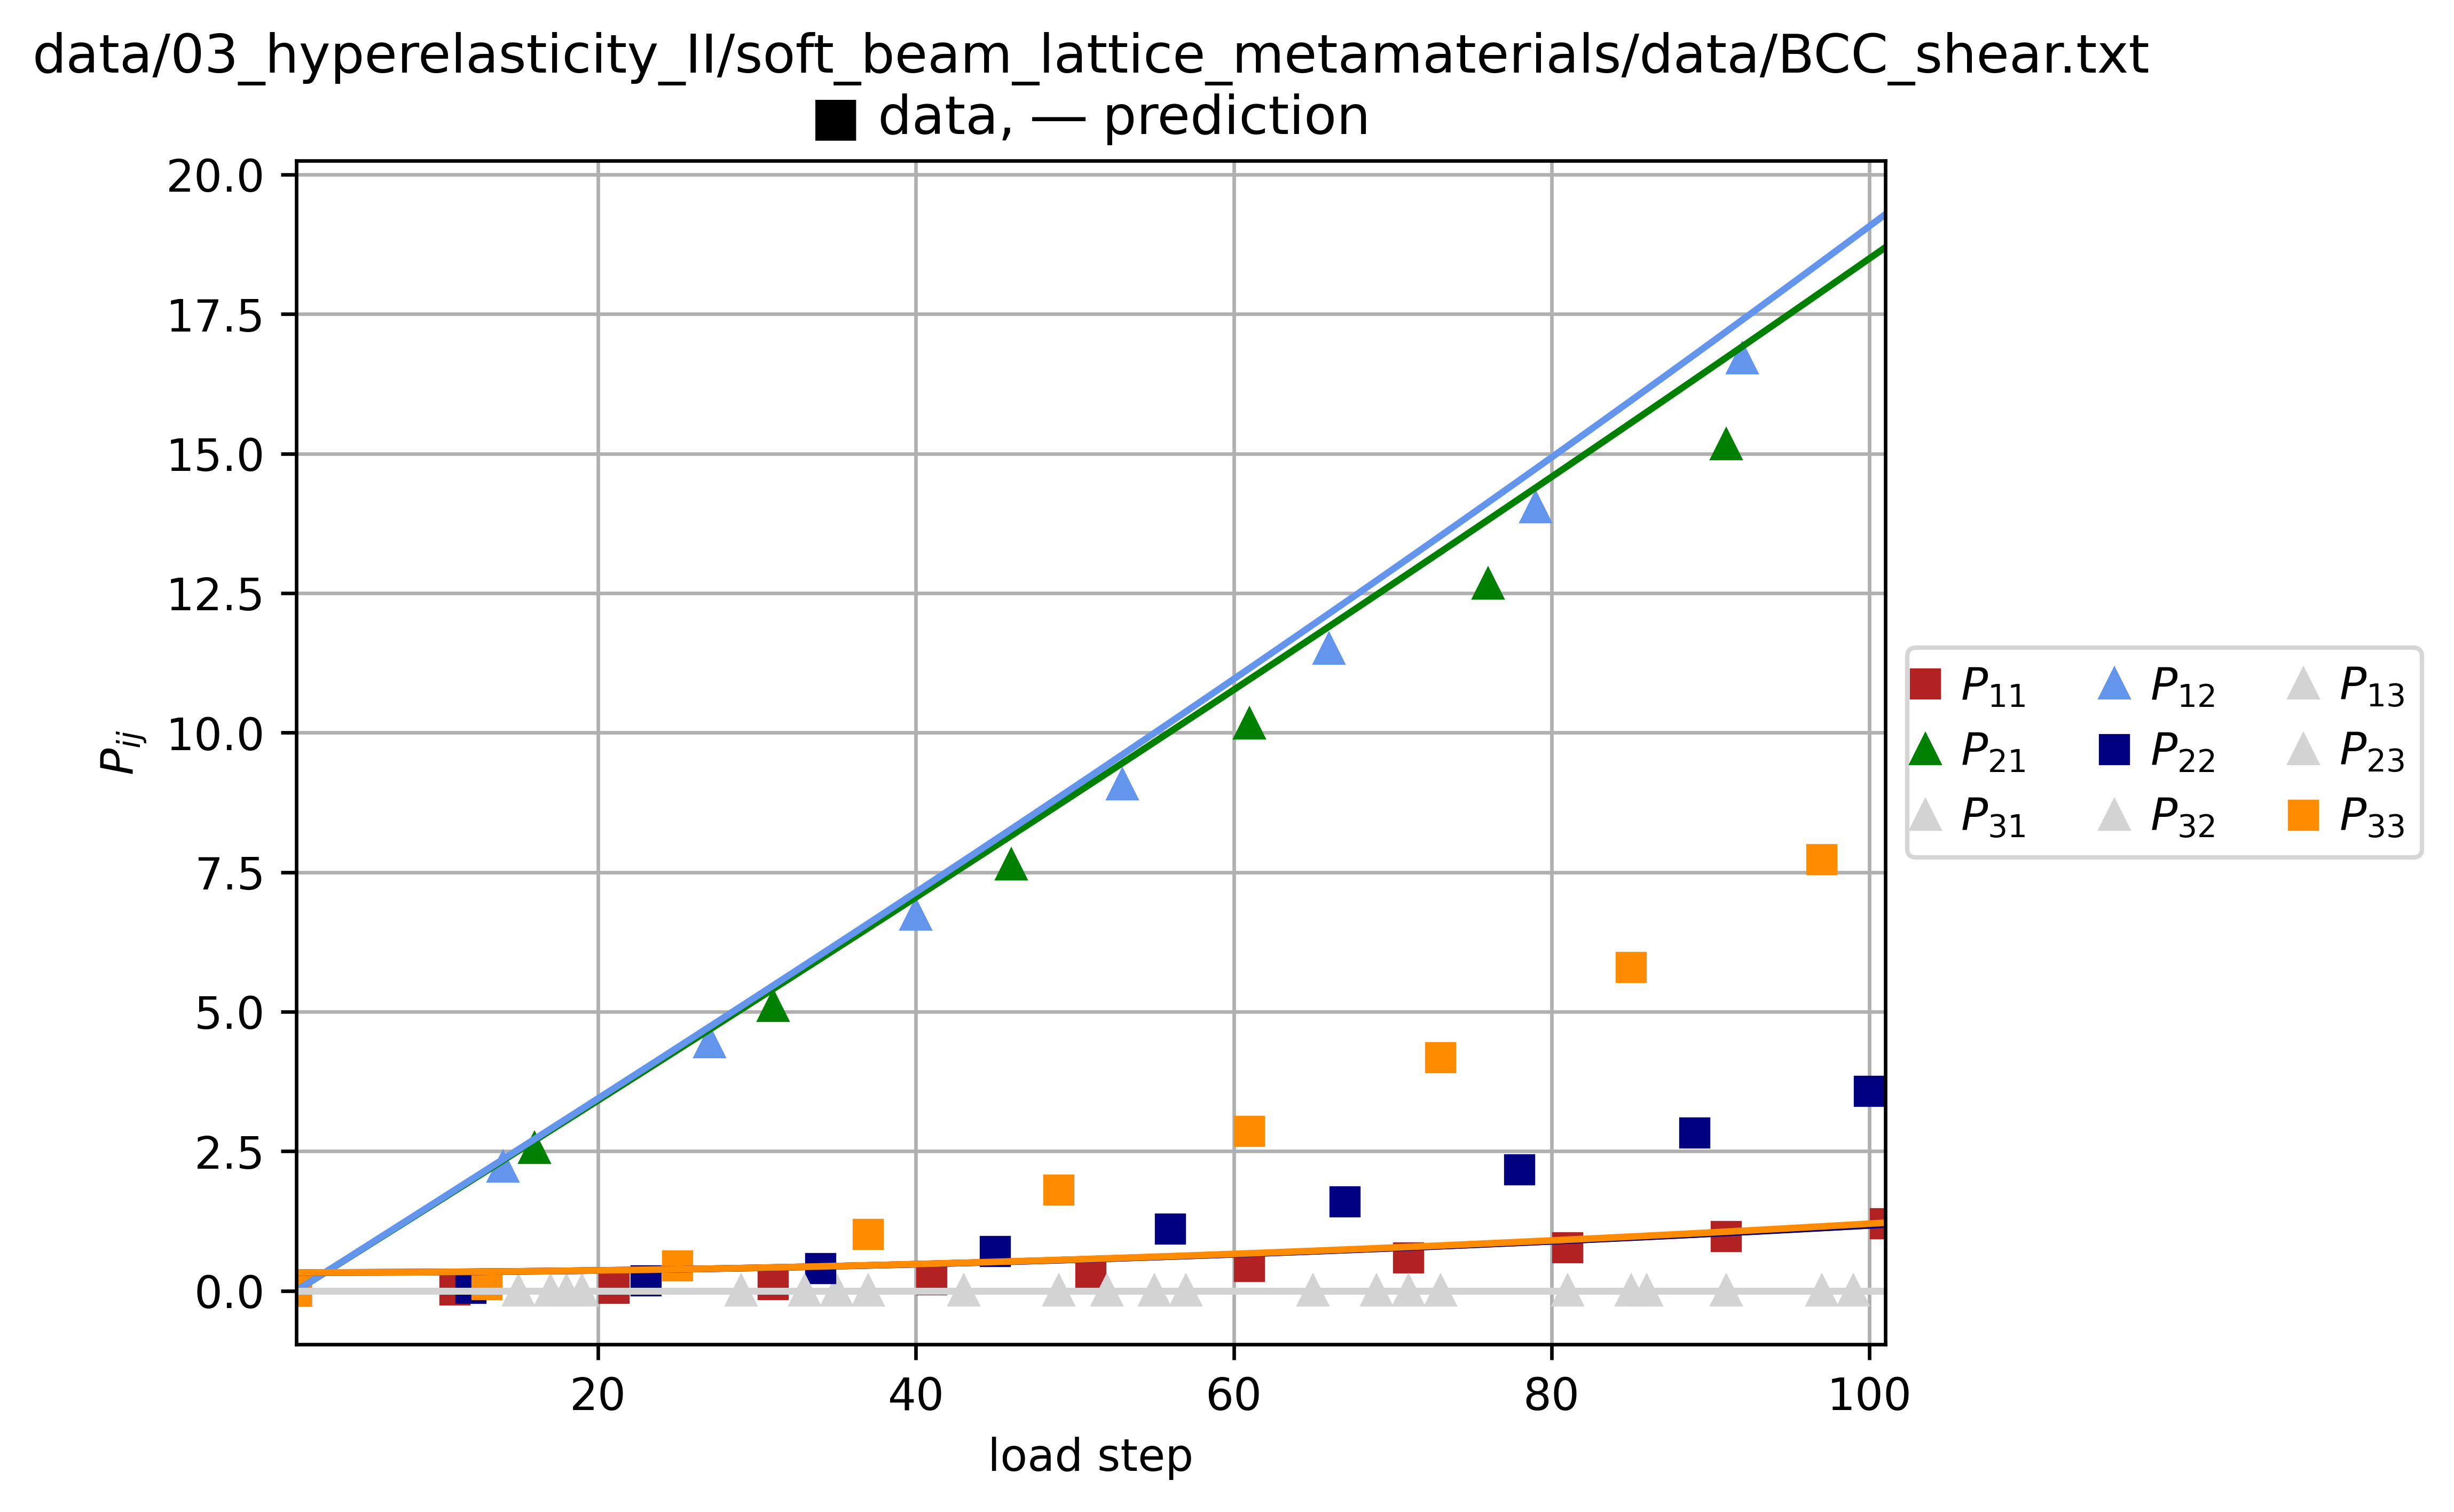 data/03_hyperelasticity_II/soft_beam_lattice_metamaterials/data/BCC_shear.txt
■ data, — prediction
20.0
17.5
15.0
12.5
10.0
7.5
5.0
2.5
0.0
P_ij
20 40 60 80 100
load step
P_11 P_12 P_13
P_21 P_22 P_23
P_31 P_32 P_33